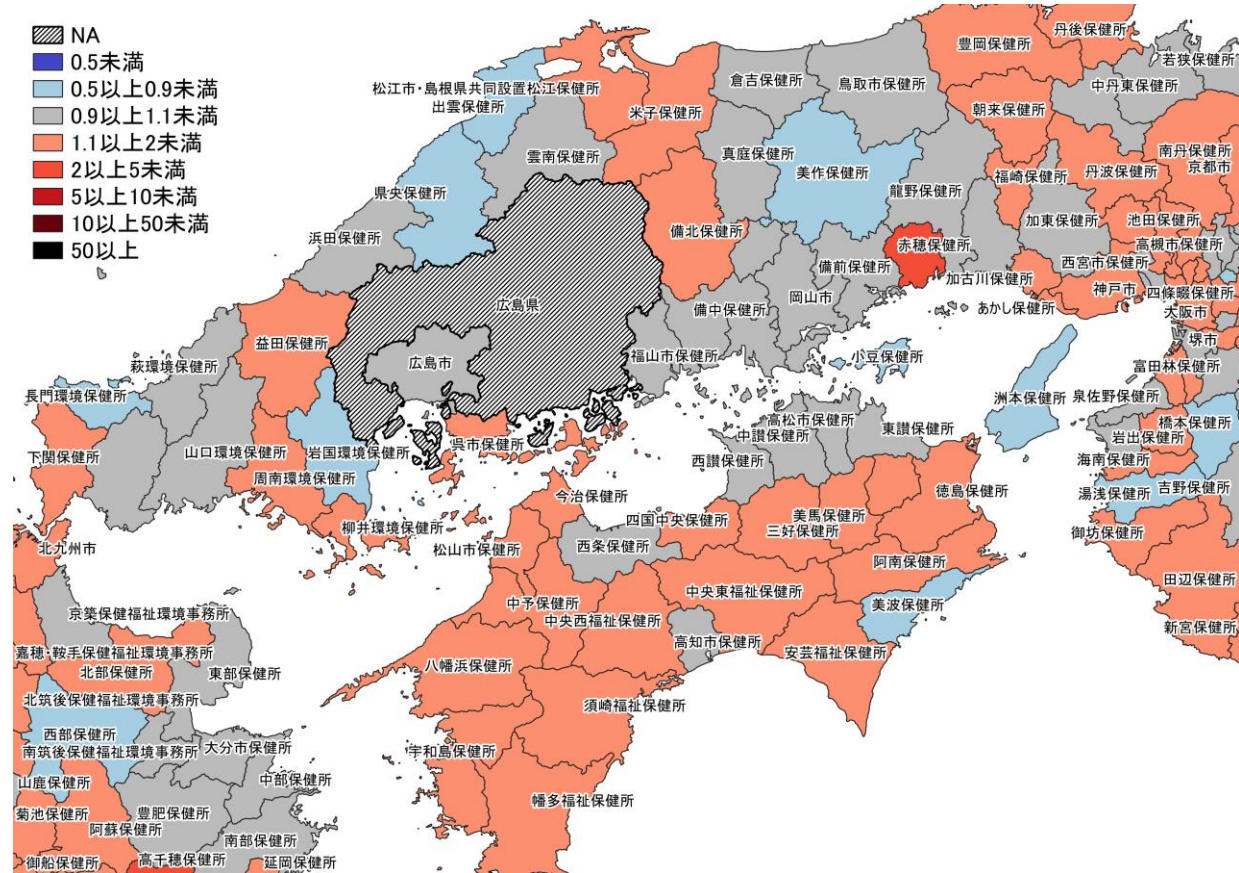 NA
0.5未満
0.5以上0.9未満
0.9以上1.1未満
1.1以上2未満
2以上5未満
5以上10未満
10以上50未満
50以上
豊岡保健所
丹後保健所
若狭保健所
中丹東保健所
倉吉保健所
鳥取市保健所
松江市・島根県共同設置松江保健所
出雲保健所
米子保健所
朝来保健所
南丹保健所
京都市
雲南保健所
真庭保健所
美作保健所
龍野保健所
福崎保健所
丹波保健所
県央保健所
加東保健所
池田保健所
浜田保健所
備北保健所
赤穂保健所
高槻市保健所
西宮市保健所
備前保健所
加古川保健所
神戸市
四條畷保健所
広島県
岡山市
備中保健所
あかし保健所
大阪市
堺市
益田保健所
広島市
福山市保健所
小豆保健所
富田林保健所
萩環境保健所
長門環境保健所
洲本保健所
泉佐野保健所
高松市保健所
橋本保健所
中讃保健所
東讃保健所
岩出保健所
呉市保健所
下関保健所
山口環境保健所
岩国環境保健所
西讃保健所
海南保健所
周南環境保健所
吉野保健所
湯浅保健所
今治保健所
徳島保健所
四国中央保健所
美馬保健所
柳井環境保健所
三好保健所
御坊保健所
北九州市
松山市保健所
西条保健所
阿南保健所
田辺保健所
中央東福祉保健所
中予保健所
美波保健所
京築保健福祉環境事務所
中央西福祉保健所
新宮保健所
高知市保健所
安芸福祉保健所
嘉穂・鞍手保健福祉環境事務所
北部保健所
東部保健所
八幡浜保健所
北筑後保健福祉環境事務所
須崎福祉保健所
西部保健所
大分市保健所
南筑後保健福祉環境事務所
宇和島保健所
中部保健所
山鹿保健所
幡多福祉保健所
菊池保健所
豊肥保健所
阿蘇保健所
南部保健所
御船保健所
高千穂保健所
延岡保健所